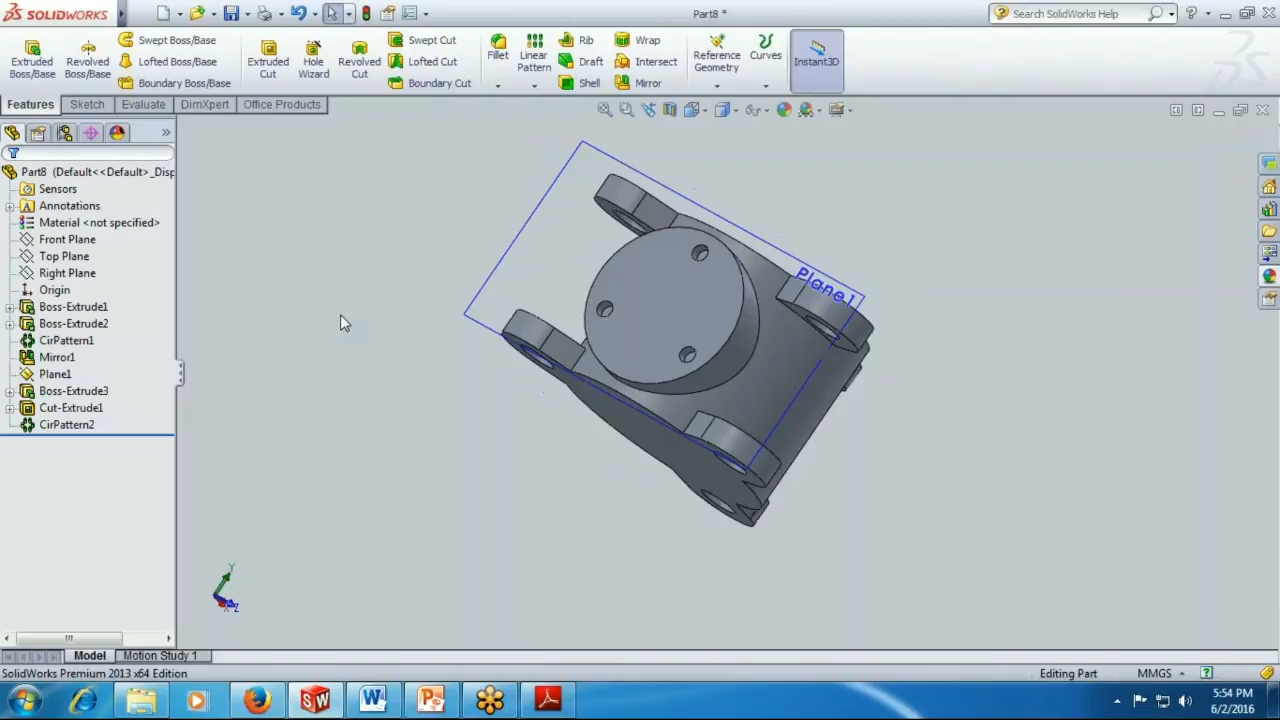 SOLIDWORKS
Part8 *
Search SolidWorks Help
Extruded Boss/Base
Revolved Boss/Base
Swept Boss/Base
Lofted Boss/Base
Boundary Boss/Base
Extruded Cut
Hole Wizard
Revolved Cut
Swept Cut
Lofted Cut
Boundary Cut
Fillet
Linear Pattern
Rib
Draft
Shell
Wrap
Intersect
Mirror
Reference Geometry
Curves
Instant3D
Features
Sketch
Evaluate
DimXpert
Office Products
Part8 (Default<<Default>_Disp
Sensors
Annotations
Material <not specified>
Front Plane
Top Plane
Right Plane
Origin
Boss-Extrude1
Boss-Extrude2
CirPattern1
Mirror1
Plane1
Boss-Extrude3
Cut-Extrude1
CirPattern2
Plane1
Y
X
Z
Model
Motion Study 1
SolidWorks Premium 2013 x64 Edition
Editing Part
MMGS
5:54 PM
6/2/2016